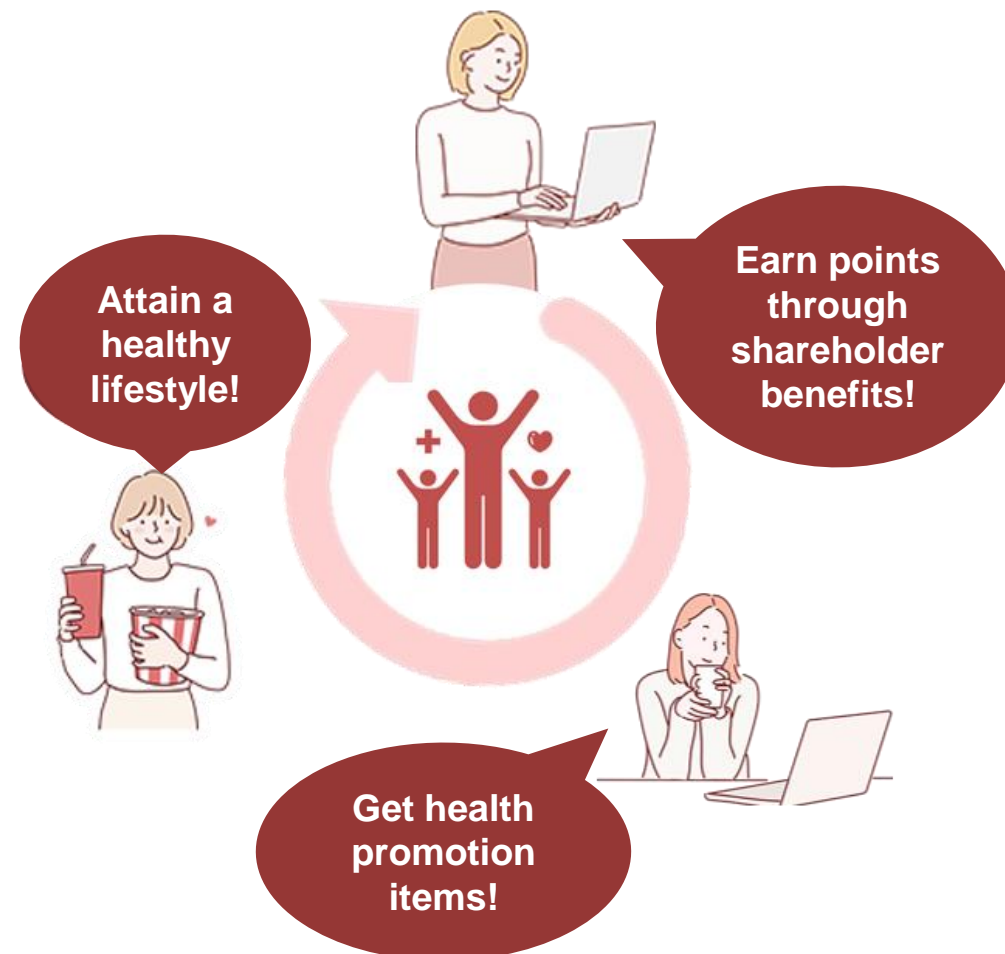 Earn points
through
shareholder
benefits!
Attain a
healthy
lifestyle!
Get health
promotion
items!